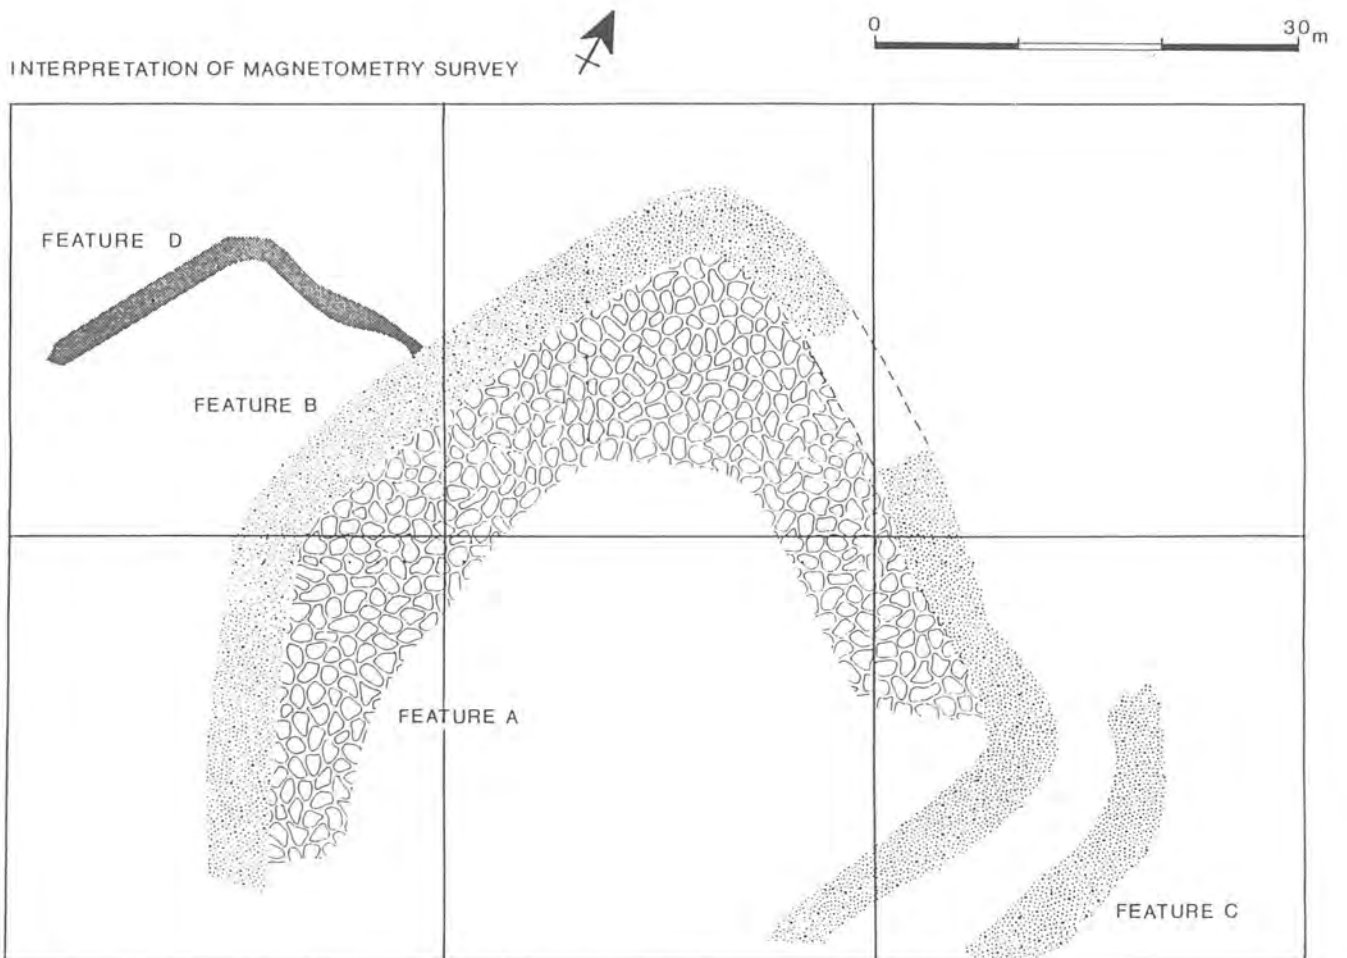 0 30m
INTERPRETATION OF MAGNETOMETRY SURVEY
FEATURE D
FEATURE B
FEATURE A
FEATURE C